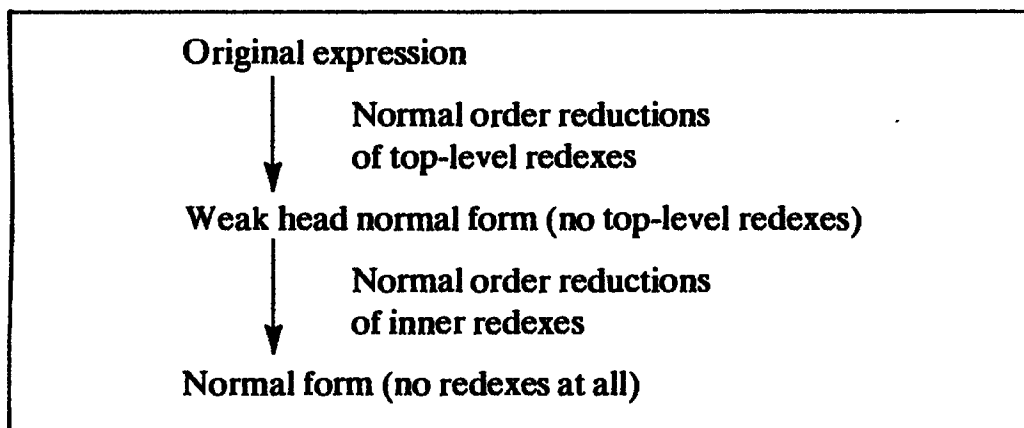 Original expression
Normal order reductions
of top-level redexes
Weak head normal form (no top-level redexes)
Normal order reductions
of inner redexes
Normal form (no redexes at all)